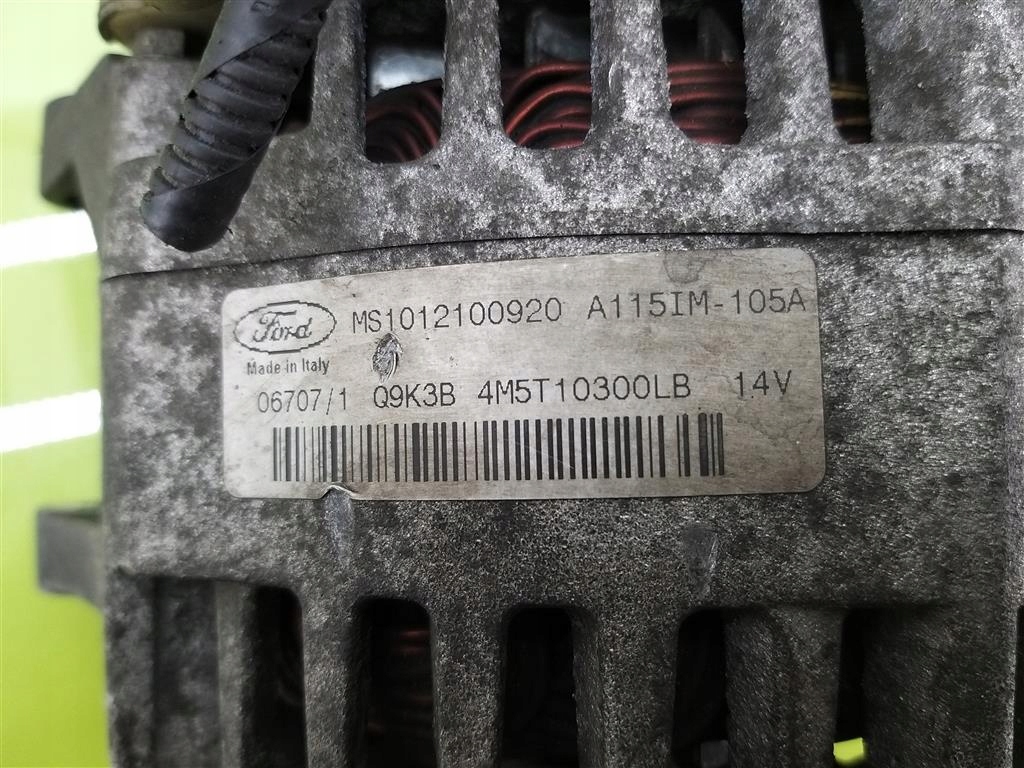 Ford MS1012100920 A115IM-105A
Made in Italy
06707/1 Q9K3B 4M5T10300LB 14V